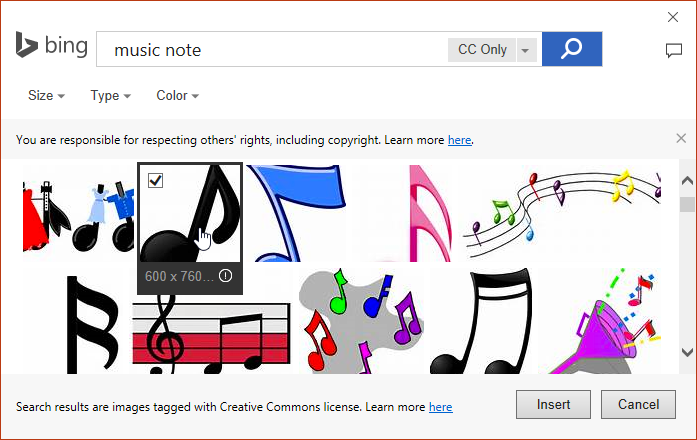 bing
music note
CC Only
Size
Type
Color
You are responsible for respecting others' rights, including copyright. Learn more here.
600 x 760...
Search results are images tagged with Creative Commons license. Learn more here
Insert
Cancel